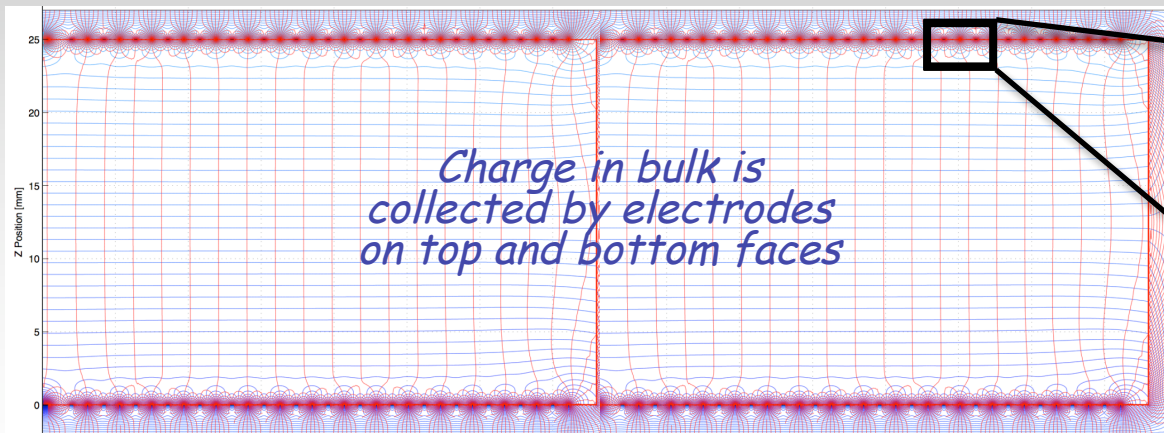 25
20
15
10
5
0
Z Position [mm]
Charge in bulk is
collected by electrodes
on top and bottom faces